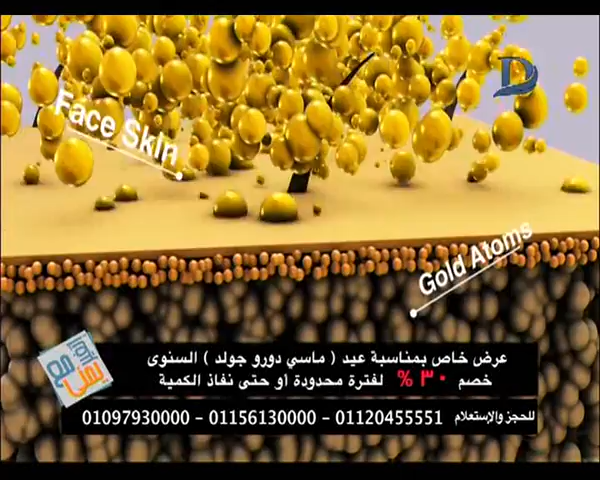 Face Skin
Gold Atoms
عرض خاص بمناسبة عيد ( ماسي دورو جولد ) السنوى
خصم ٣٠ % لفترة محدودة او حتى نفاذ الكمية
للحجز والإستعلام 01120455551 - 01156130000 - 01097930000